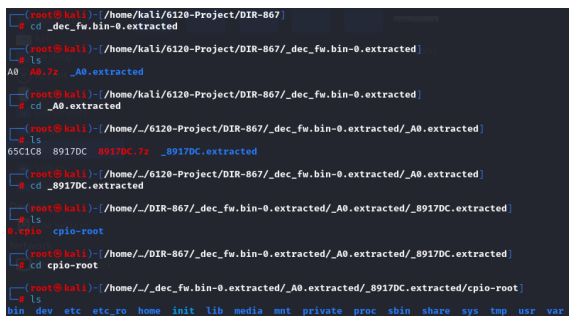 ┌──(root㉿kali)-[/home/kali/6120-Project/DIR-867]
└─# cd _dec_fw.bin-0.extracted
┌──(root㉿kali)-[/home/kali/6120-Project/DIR-867/_dec_fw.bin-0.extracted]
└─# ls
A0 A0.7z _A0.extracted
┌──(root㉿kali)-[/home/kali/6120-Project/DIR-867/_dec_fw.bin-0.extracted]
└─# cd _A0.extracted
┌──(root㉿kali)-[/home/…/6120-Project/DIR-867/_dec_fw.bin-0.extracted/_A0.extracted]
└─# ls
65C1C8 8917DC 8917DC.7z _8917DC.extracted
┌──(root㉿kali)-[/home/…/6120-Project/DIR-867/_dec_fw.bin-0.extracted/_A0.extracted]
└─# cd _8917DC.extracted
┌──(root㉿kali)-[/home/…/DIR-867/_dec_fw.bin-0.extracted/_A0.extracted/_8917DC.extracted]
└─# ls
0.cpio cpio-root
┌──(root㉿kali)-[/home/…/DIR-867/_dec_fw.bin-0.extracted/_A0.extracted/_8917DC.extracted]
└─# cd cpio-root
┌──(root㉿kali)-[/home/…/_dec_fw.bin-0.extracted/_A0.extracted/_8917DC.extracted/cpio-root]
└─# ls
bin dev etc etc_ro home init lib media mnt private proc sbin share sys tmp usr var